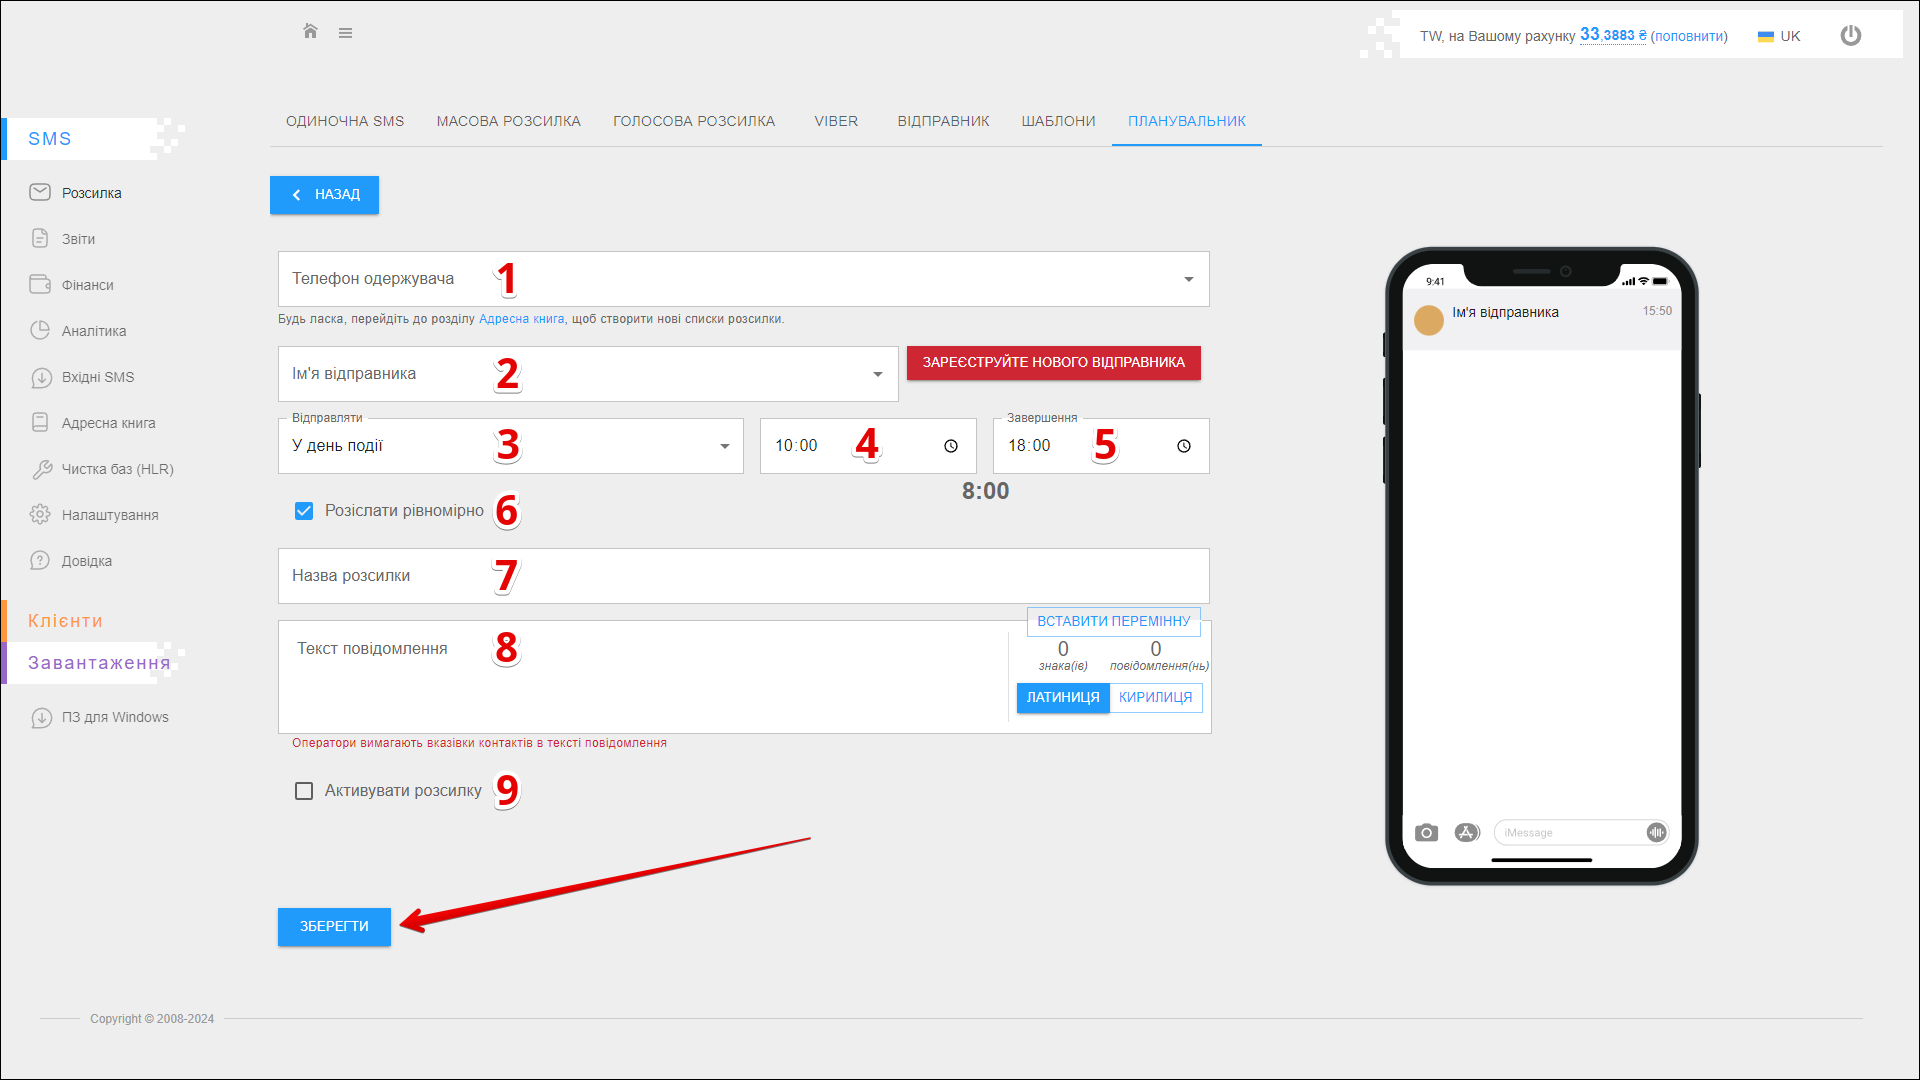 TW, на Вашому рахунку 33,3883 ₴ (поповнити)
UK
SMS
Розсилка
Звіти
Фінанси
Аналітика
Вхідні SMS
Адресна книга
Чистка баз (HLR)
Налаштування
Довідка
Клієнти
Завантаження
ПЗ для Windows
ОДИНОЧНА SMS
МАСОВА РОЗСИЛКА
ГОЛОСОВА РОЗСИЛКА
VIBER
ВІДПРАВНИК
ШАБЛОНИ
ПЛАНУВАЛЬНИК
НАЗАД
Телефон одержувача
1
Будь ласка, перейдіть до розділу Адресна книга, щоб створити нові списки розсилки.
Ім'я відправника
2
ЗАРЕЄСТРУЙТЕ НОВОГО ВІДПРАВНИКА
Відправляти
У день події
3
10:00
4
Завершення
18:00
5
8:00
Розіслати рівномірно
6
Назва розсилки
7
ВСТАВИТИ ПЕРЕМІННУ
Текст повідомлення
8
0
знака(ів)
0
повідомлення(нь)
ЛАТИНИЦЯ
КИРИЛИЦЯ
Оператори вимагають вказівки контактів в тексті повідомлення
Активувати розсилку
9
ЗБЕРЕГТИ
9:41
Ім'я відправника
15:50
iMessage
Copyright © 2008-2024